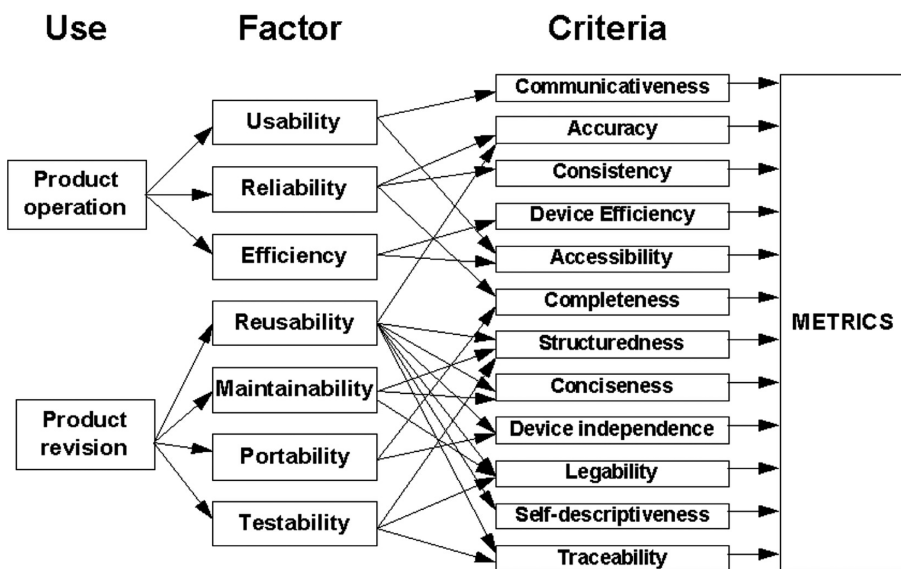 Use
Factor
Criteria
Product
operation
Product
revision
Usability
Reliability
Efficiency
Reusability
Maintainability
Portability
Testability
Communicativeness
Accuracy
Consistency
Device Efficiency
Accessibility
Completeness
Structuredness
Conciseness
Device independence
Legability
Self-descriptiveness
Traceability
METRICS